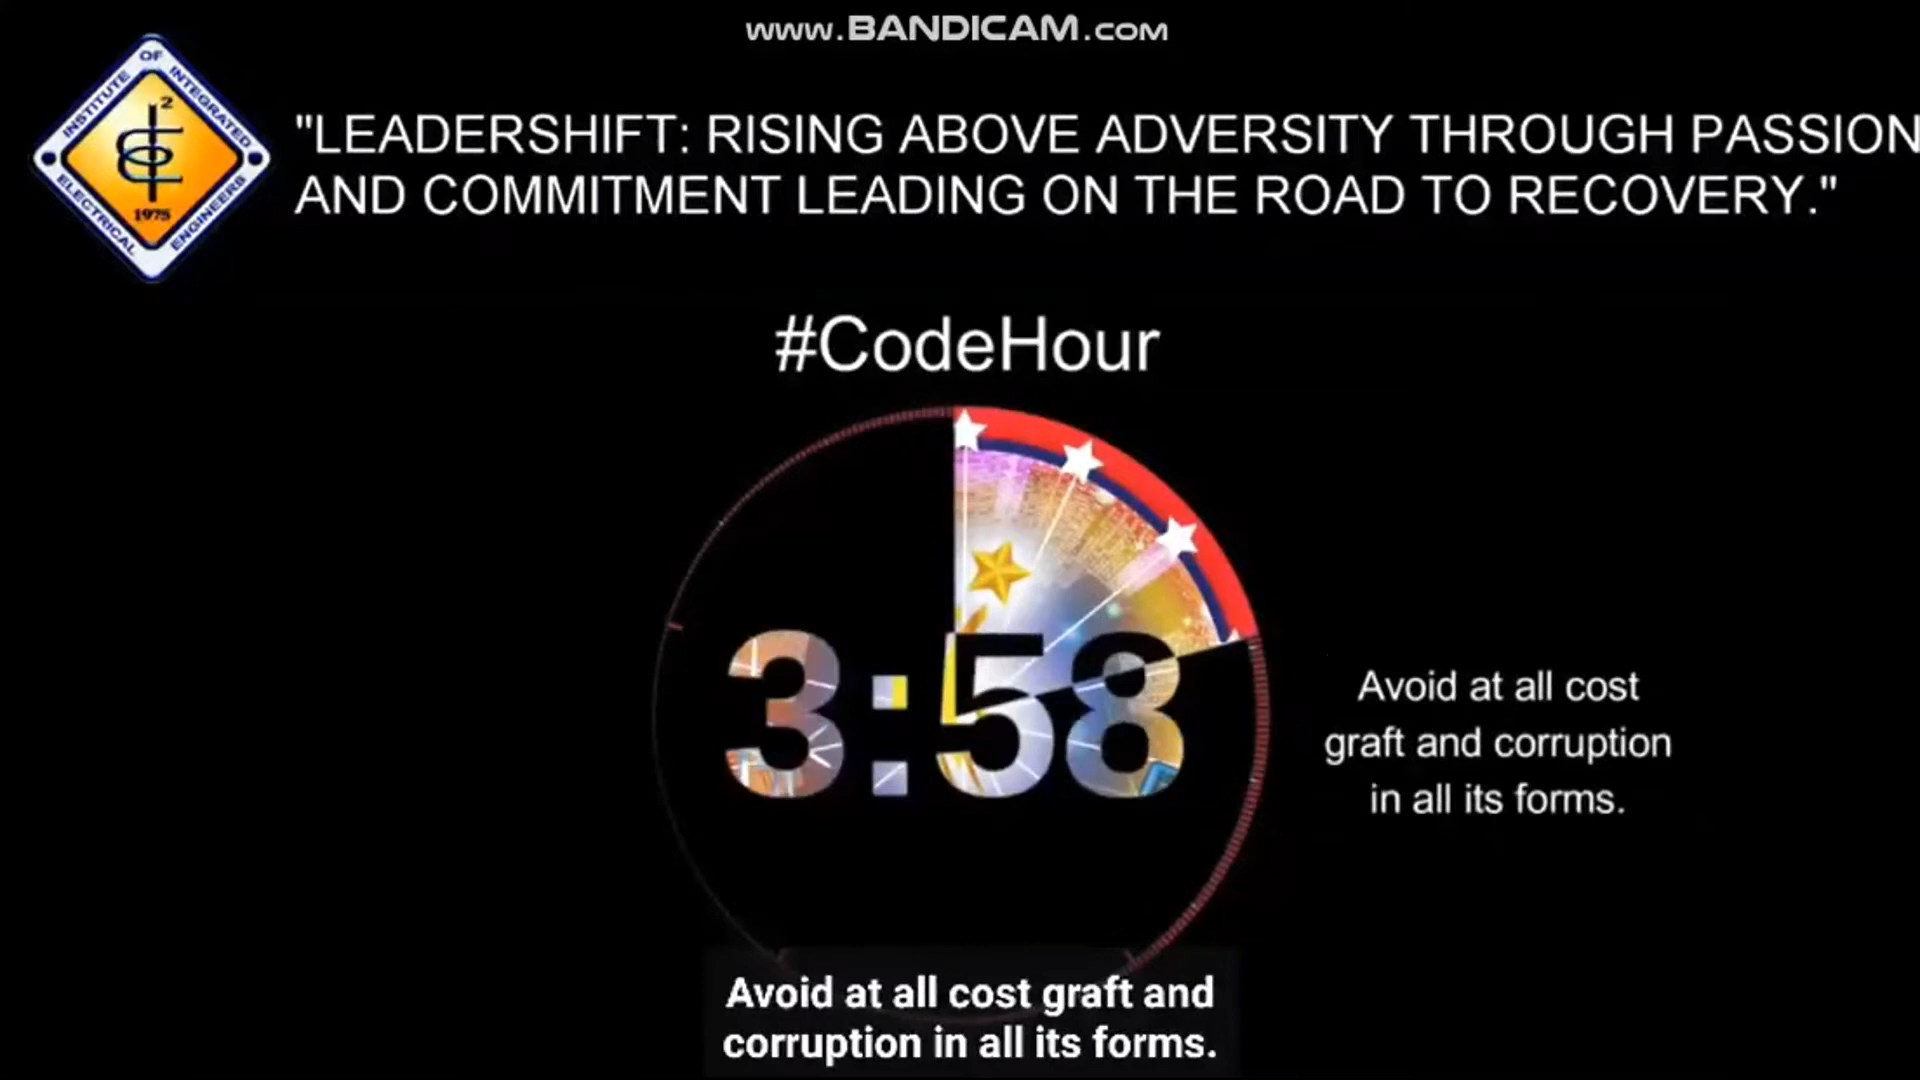 www.BANDICAM.com
INSTITUTE OF INTEGRATED
ELECTRICAL ENGINEERS
2
1975
"LEADERSHIFT: RISING ABOVE ADVERSITY THROUGH PASSION
AND COMMITMENT LEADING ON THE ROAD TO RECOVERY."
#CodeHour
3:58
Avoid at all cost
graft and corruption
in all its forms.
Avoid at all cost graft and
corruption in all its forms.